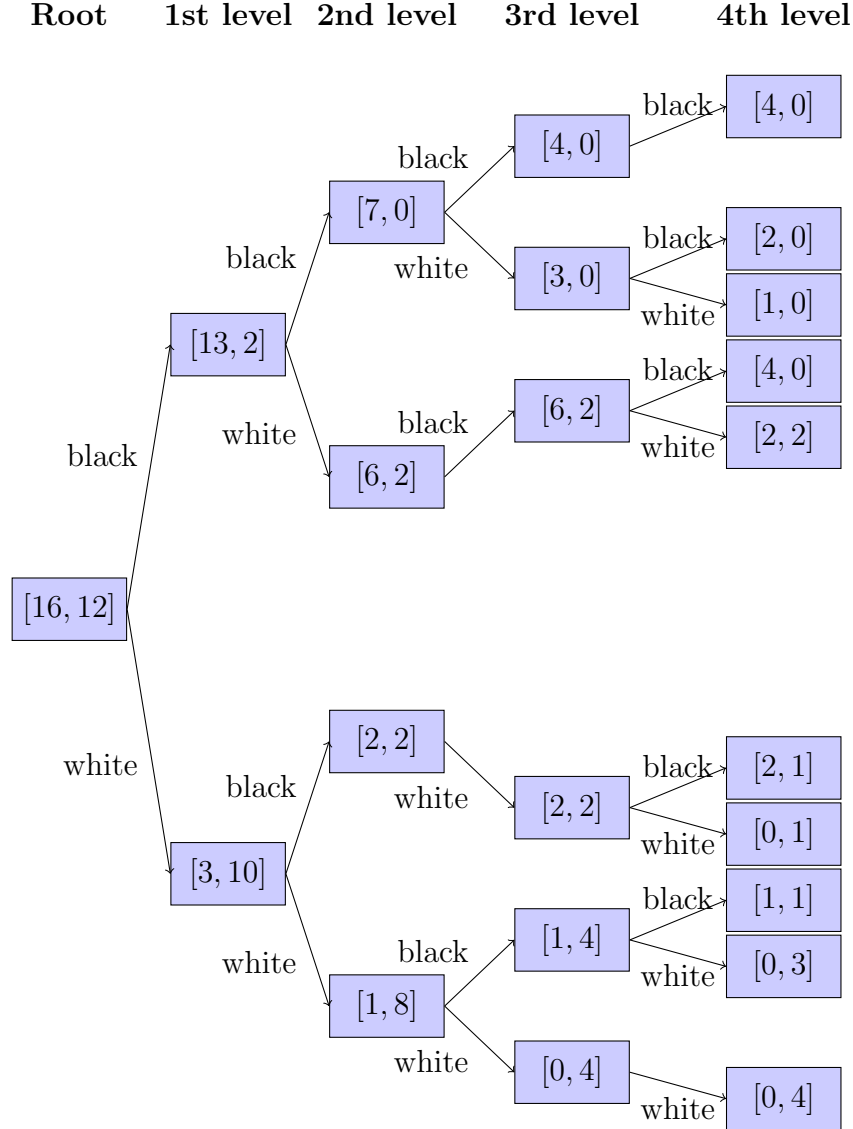 Root 1st level 2nd level 3rd level 4th level
black [4, 0]
[4, 0]
black
[7, 0]
black [2, 0]
black
white
[3, 0]
white [1, 0]
[13, 2]
black [4, 0]
[6, 2]
black
white
white [2, 2]
black
[6, 2]
[16, 12]
[2, 2]
black [2, 1]
white
black
white
[2, 2]
white [0, 1]
[3, 10]
black [1, 1]
[1, 4]
black
white
white [0, 3]
[1, 8]
white
[0, 4]
white [0, 4]